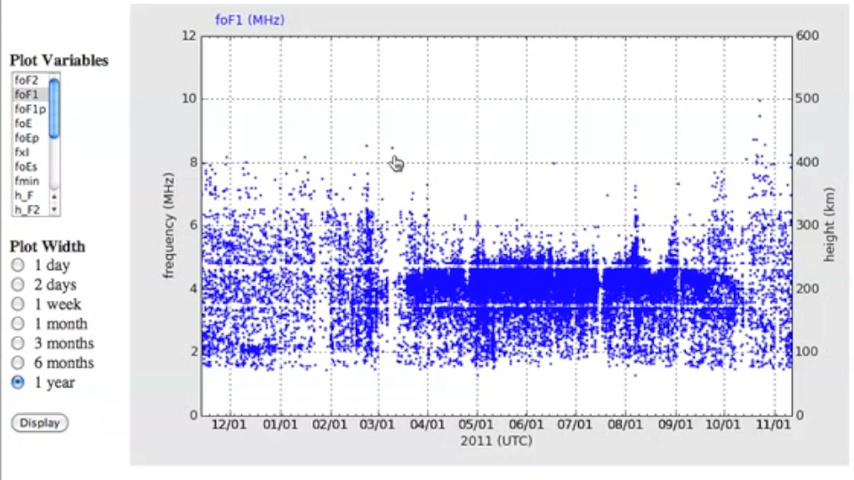 foF1 (MHz)
Plot Variables
foF2
foF1
foF1p
foE
foEp
fxI
foEs
fmin
h_F
h_F2
Plot Width
1 day
2 days
1 week
1 month
3 months
6 months
1 year
Display
frequency (MHz)
12
10
8
6
4
2
0
600
500
400
300
200
100
0
height (km)
12/01 01/01 02/01 03/01 04/01 05/01 06/01 07/01 08/01 09/01 10/01 11/01
2011 (UTC)